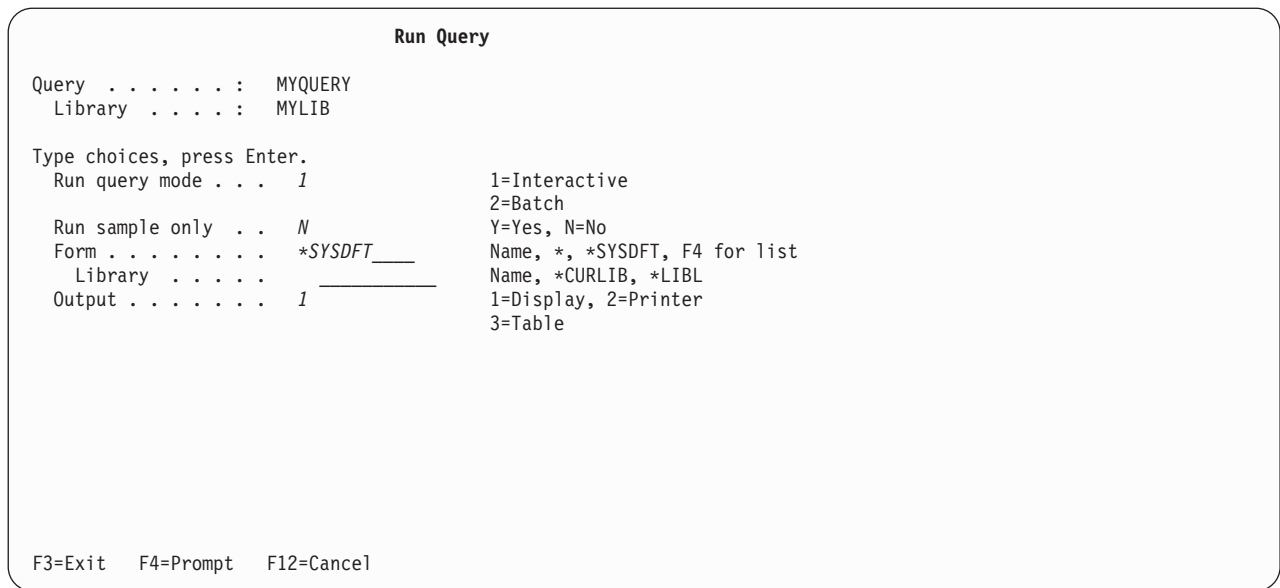 Run Query
Query . . . . . . : MYQUERY
Library . . . . : MYLIB
Type choices, press Enter.
Run query mode . . . 1 1=Interactive
2=Batch
Run sample only . . N Y=Yes, N=No
Form . . . . . . . . *SYSDFT____ Name, *, *SYSDFT, F4 for list
Library . . . . . __________ Name, *CURLIB, *LIBL
Output . . . . . . . 1 1=Display, 2=Printer
3=Table
F3=Exit F4=Prompt F12=Cancel